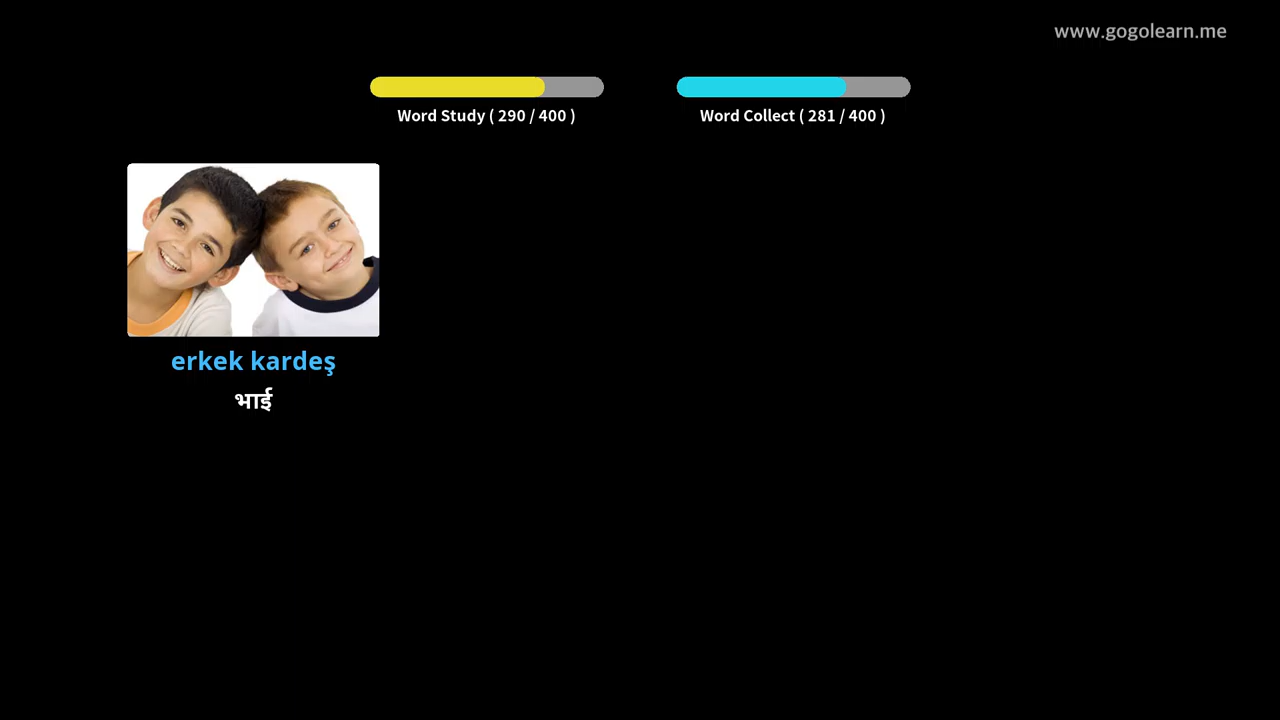 www.gogolearn.me
Word Study ( 290 / 400 )
Word Collect ( 281 / 400 )
erkek kardeş
भाई